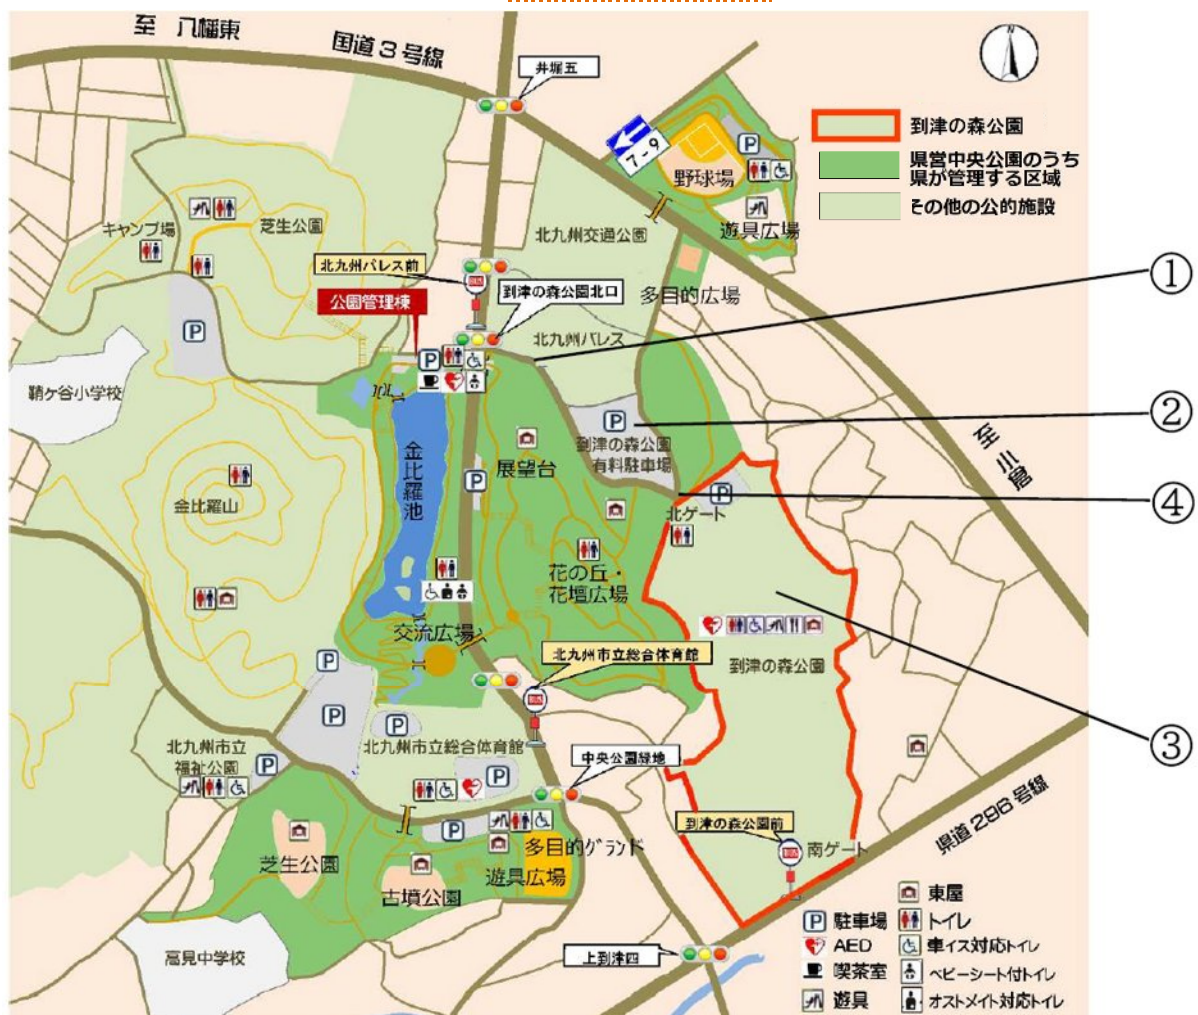 至 八幡東
国道3号線
井堀五
N
到津の森公園
県営中央公園のうち
県が管理する区域
その他の公的施設
7-9
P
野球場
遊具広場
キャンプ場
芝生公園
北九州交通公園
北九州パレス前
到津の森公園北口
多目的広場
①
公園管理棟
P
北九州パレス
P
鞘ヶ谷小学校
P
②
到津の森公園
有料駐車場
至小倉
金比羅池
展望台
P
金比羅山
P
北ゲート
④
花の丘・
花壇広場
交流広場
北九州市立総合体育館
到津の森公園
P
P
P
北九州市立総合体育館
③
北九州市立
福祉公園
P
P
中央公園緑地
県道296号線
P
多目的グランド
到津の森公園前
南ゲート
芝生公園
古墳公園
遊具広場
東屋
P 駐車場
トイレ
高見中学校
上到津四
AED
車イス対応トイレ
喫茶室
ベビーシート付トイレ
遊具
オストメイト対応トイレ